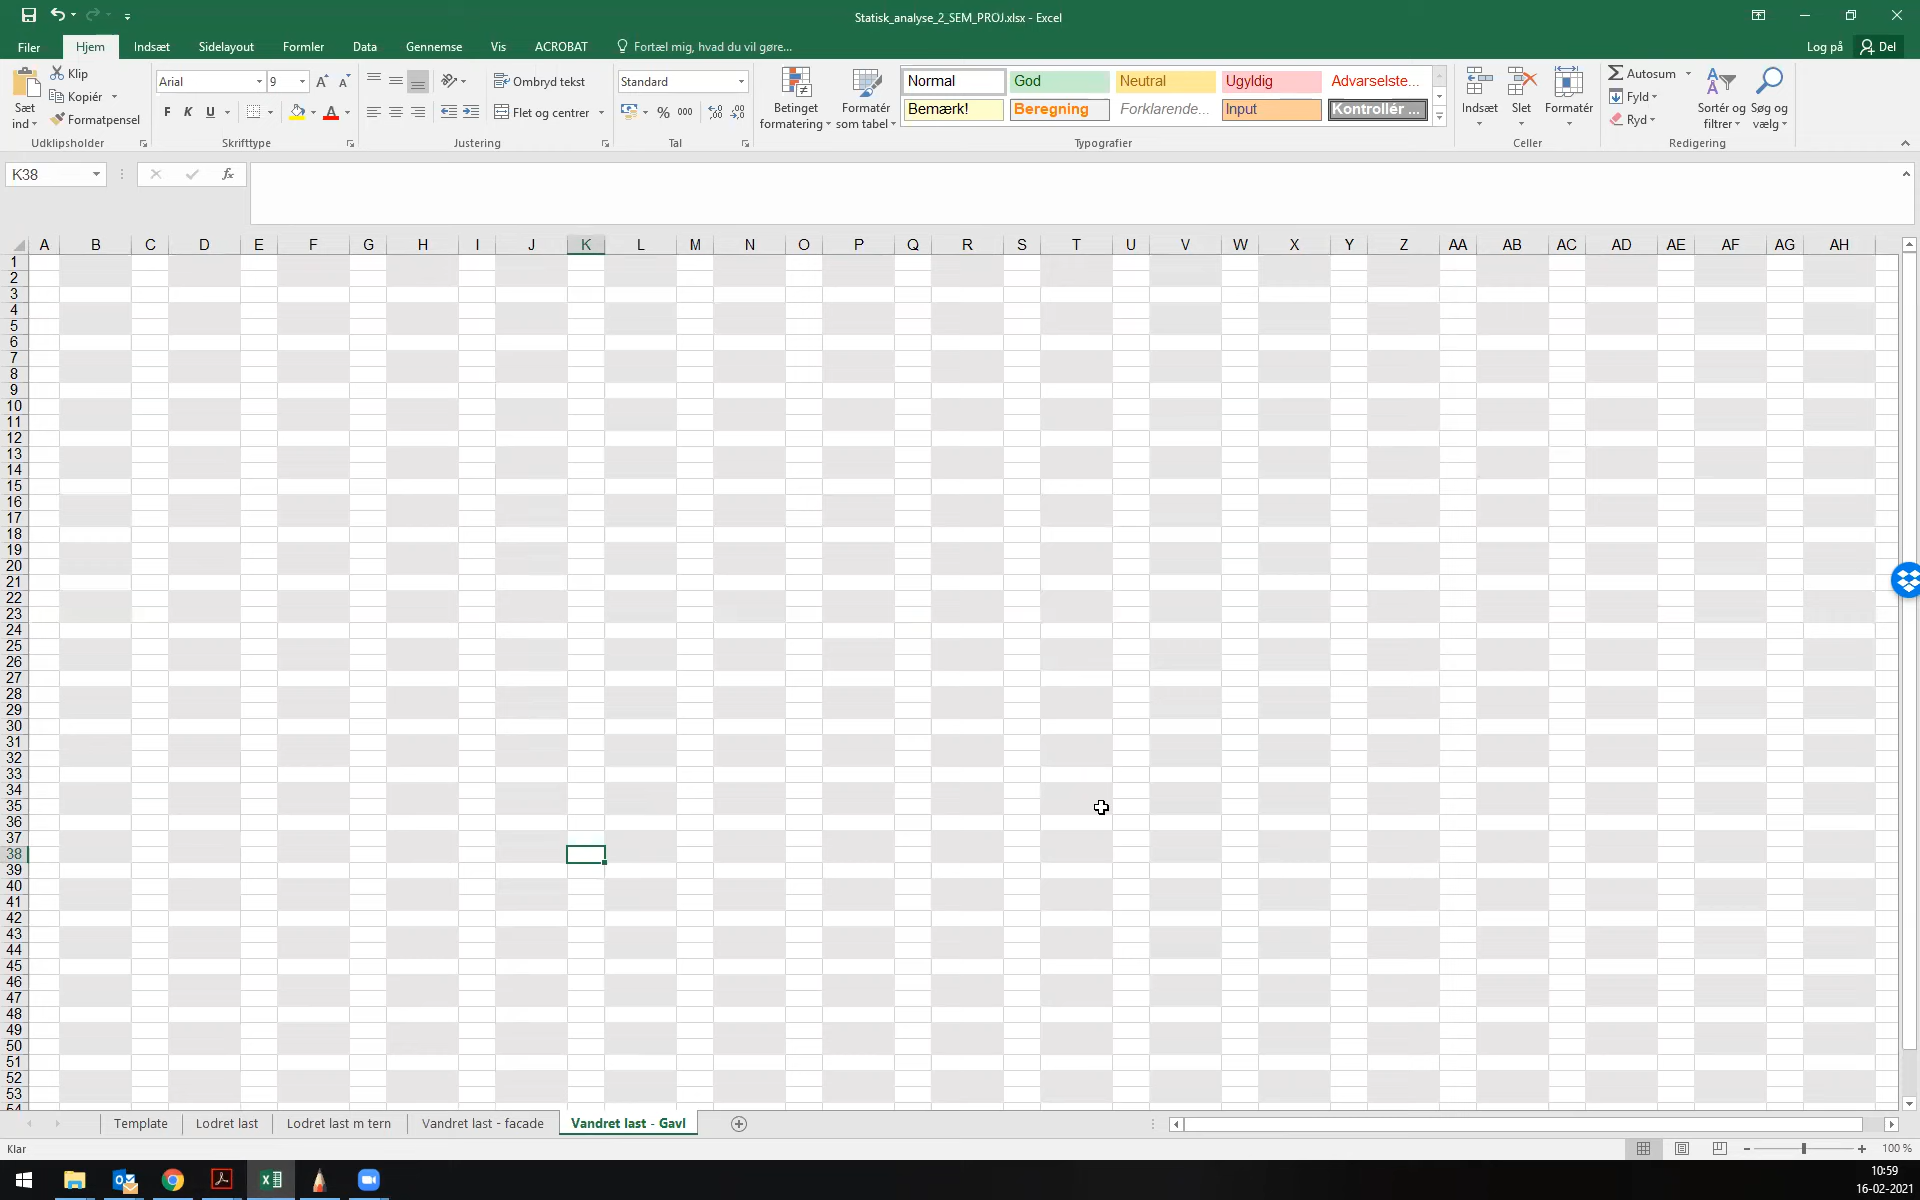 Statisk_analyse_2_SEM_PROJ.xlsx - Excel
Filer Hjem Indsæt Sidelayout Formler Data Gennemse Vis ACROBAT Fortæl mig, hvad du vil gøre... Log på Del
Sæt ind
Klip
Kopiér
Formatpensel
Udklipsholder
Arial 9
F K U
Skrifttype
Ombryd tekst
Flet og centrer
Justering
Standard
% 000
Tal
Betinget formatering
Formatér som tabel
Normal God Neutral Ugyldig Advarselste...
Bemærk! Beregning Forklarende... Input Kontrollér ...
Typografier
Indsæt Slet Formatér
Celler
Autosum
Fyld
Ryd
Sortér og filtrer
Søg og vælg
Redigering
K38 fx
A B C D E F G H I J K L M N O P Q R S T U V W X Y Z AA AB AC AD AE AF AG AH
1
2
3
4
5
6
7
8
9
10
11
12
13
14
15
16
17
18
19
20
21
22
23
24
25
26
27
28
29
30
31
32
33
34
35
36
37
38
39
40
41
42
43
44
45
46
47
48
49
50
51
52
53
54
Template Lodret last Lodret last m tern Vandret last - facade Vandret last - Gavl
Klar 100 %
10:59
16-02-2021